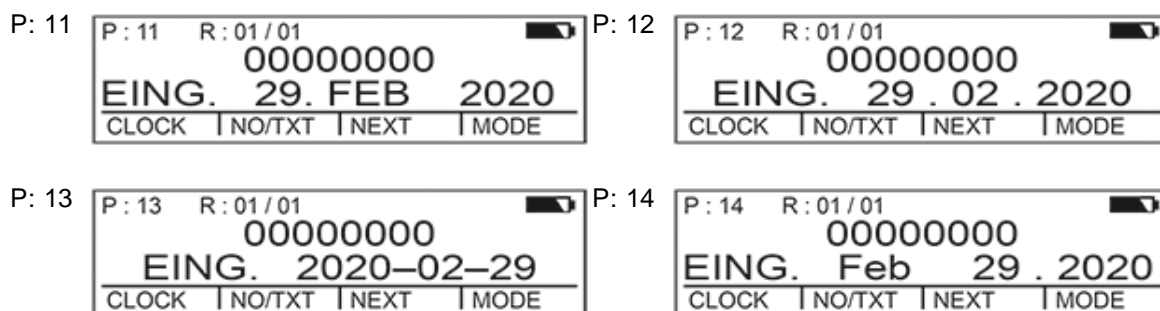 P: 11
P : 11 R : 01 / 01
00000000
EING. 29. FEB 2020
CLOCK NO/TXT NEXT MODE
P: 12
P : 12 R : 01 / 01
00000000
EING. 29 . 02 . 2020
CLOCK NO/TXT NEXT MODE
P: 13
P : 13 R : 01 / 01
00000000
EING. 2020–02–29
CLOCK NO/TXT NEXT MODE
P: 14
P : 14 R : 01 / 01
00000000
EING. Feb 29 . 2020
CLOCK NO/TXT NEXT MODE